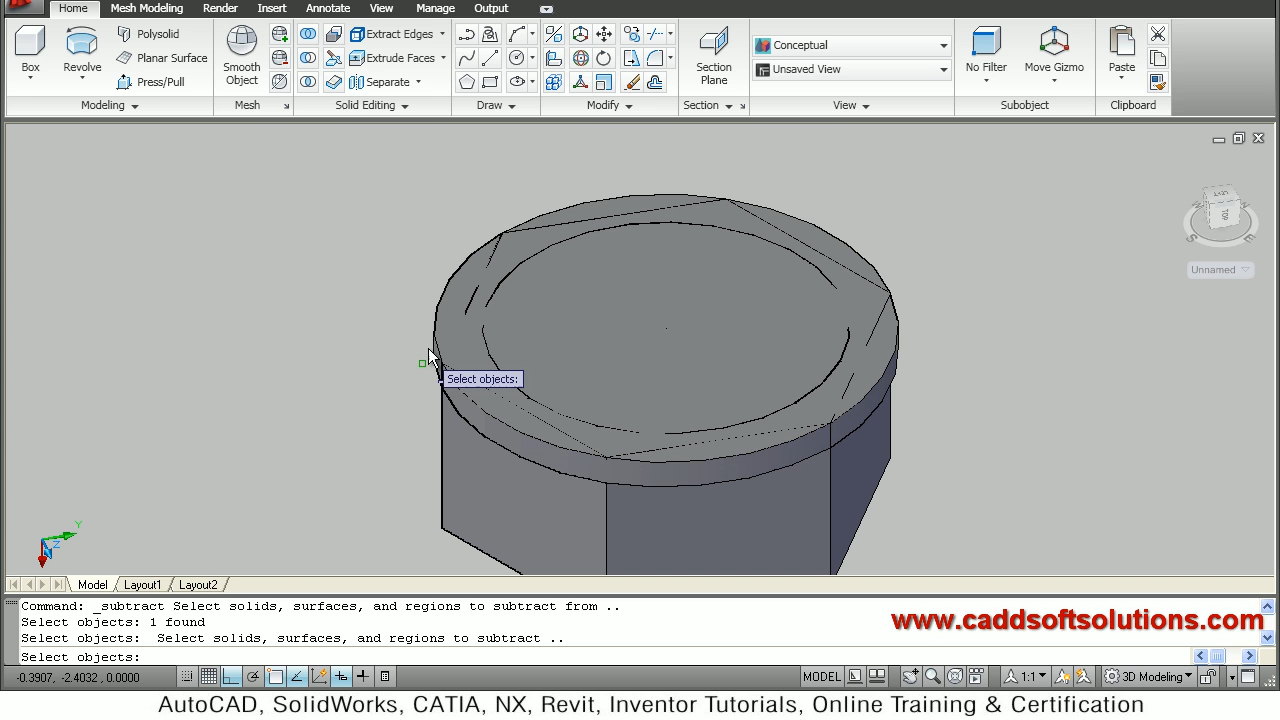 Home Mesh Modeling Render Insert Annotate View Manage Output
Polysolid
Planar Surface
Press/Pull
Box
Revolve
Smooth Object
Extract Edges
Extrude Faces
Separate
Section Plane
Conceptual
Unsaved View
No Filter
Move Gizmo
Paste
Modeling Mesh Solid Editing Draw Modify Section View Subobject Clipboard
TOP
S
E
Unnamed
Select objects:
Y
Z
Model Layout1 Layout2
Command: _subtract Select solids, surfaces, and regions to subtract from ..
Select objects: 1 found
Select objects:  Select solids, surfaces, and regions to subtract ..
Select objects:
www.caddsoftsolutions.com
-0.3907, -2.4032, 0.0000
MODEL
1:1
3D Modeling
AutoCAD, SolidWorks, CATIA, NX, Revit, Inventor Tutorials, Online Training & Certification